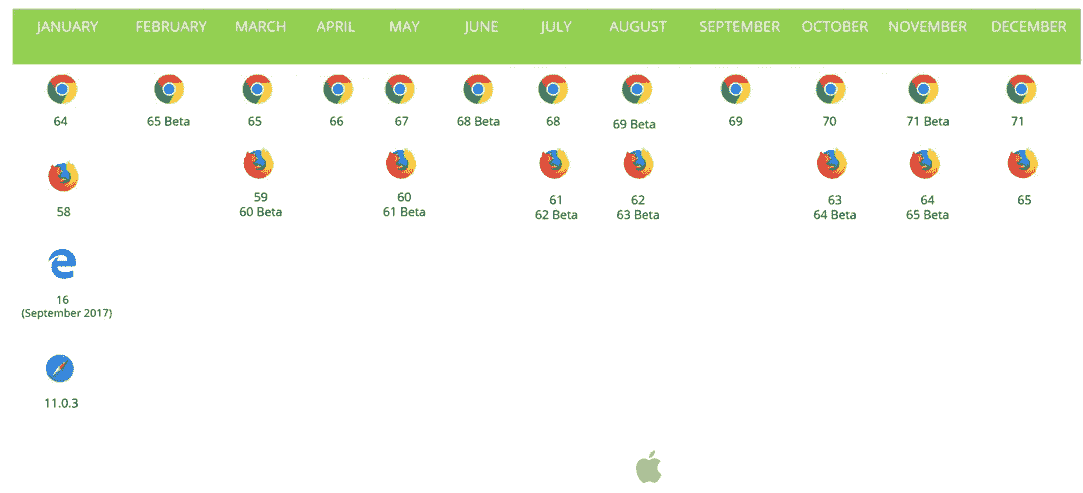 JANUARY FEBRUARY MARCH APRIL MAY JUNE JULY AUGUST SEPTEMBER OCTOBER NOVEMBER DECEMBER
64 65 Beta 65 66 67 68 Beta 68 69 Beta 69 70 71 Beta 71
58 59 60 61 62 63 64 65
60 Beta 61 Beta 62 Beta 63 Beta 64 Beta 65 Beta
16
(September 2017)
11.0.3